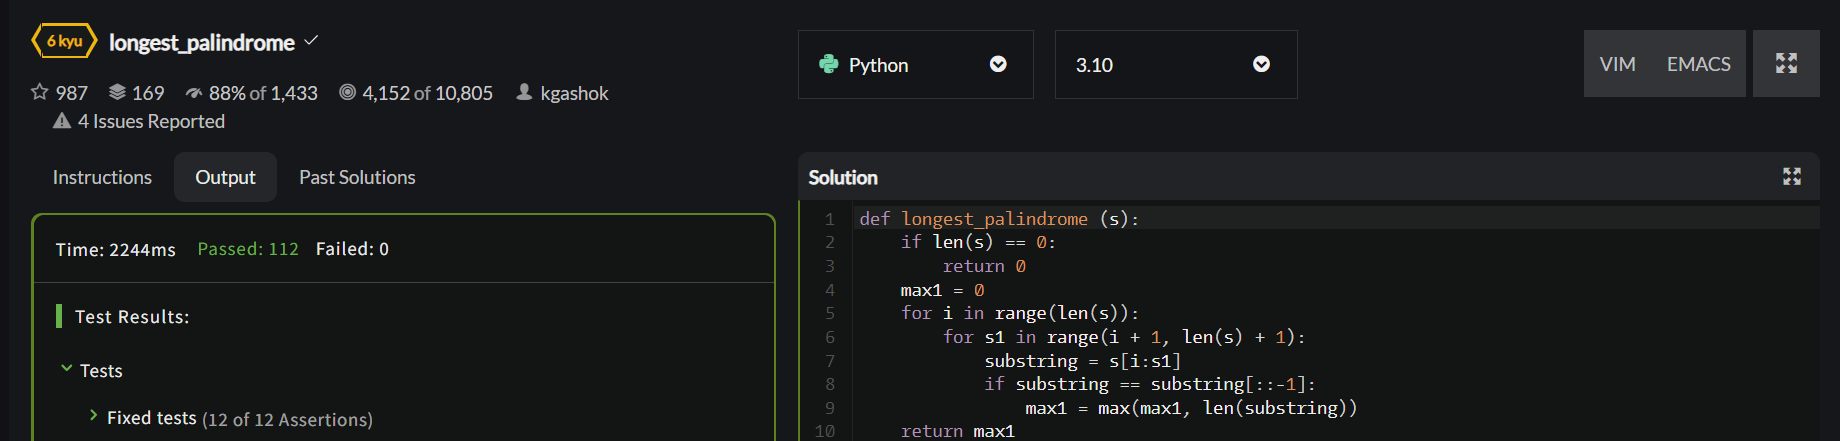 6 kyu longest_palindrome
987 169 88% of 1,433 4,152 of 10,805 kgashok
4 Issues Reported
Instructions Output Past Solutions
Time: 2244ms Passed: 112 Failed: 0
Test Results:
Tests
Fixed tests (12 of 12 Assertions)
Python 3.10 VIM EMACS
Solution
1 def longest_palindrome (s):
2     if len(s) == 0:
3         return 0
4     max1 = 0
5     for i in range(len(s)):
6         for s1 in range(i + 1, len(s) + 1):
7             substring = s[i:s1]
8             if substring == substring[::-1]:
9                 max1 = max(max1, len(substring))
10     return max1